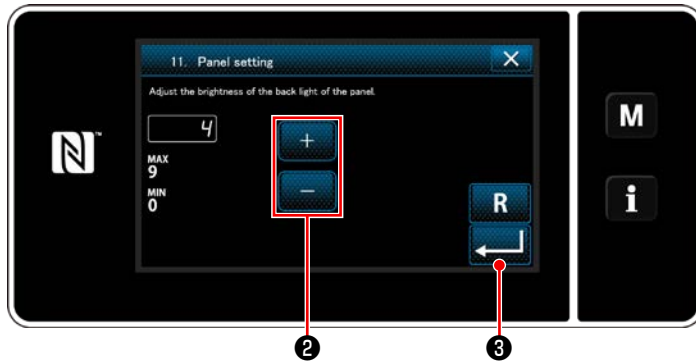 11. Panel setting
Adjust the brightness of the back light of the panel.
4
MAX
9
MIN
0
+
−
R
N
™
M
i
❷
❸